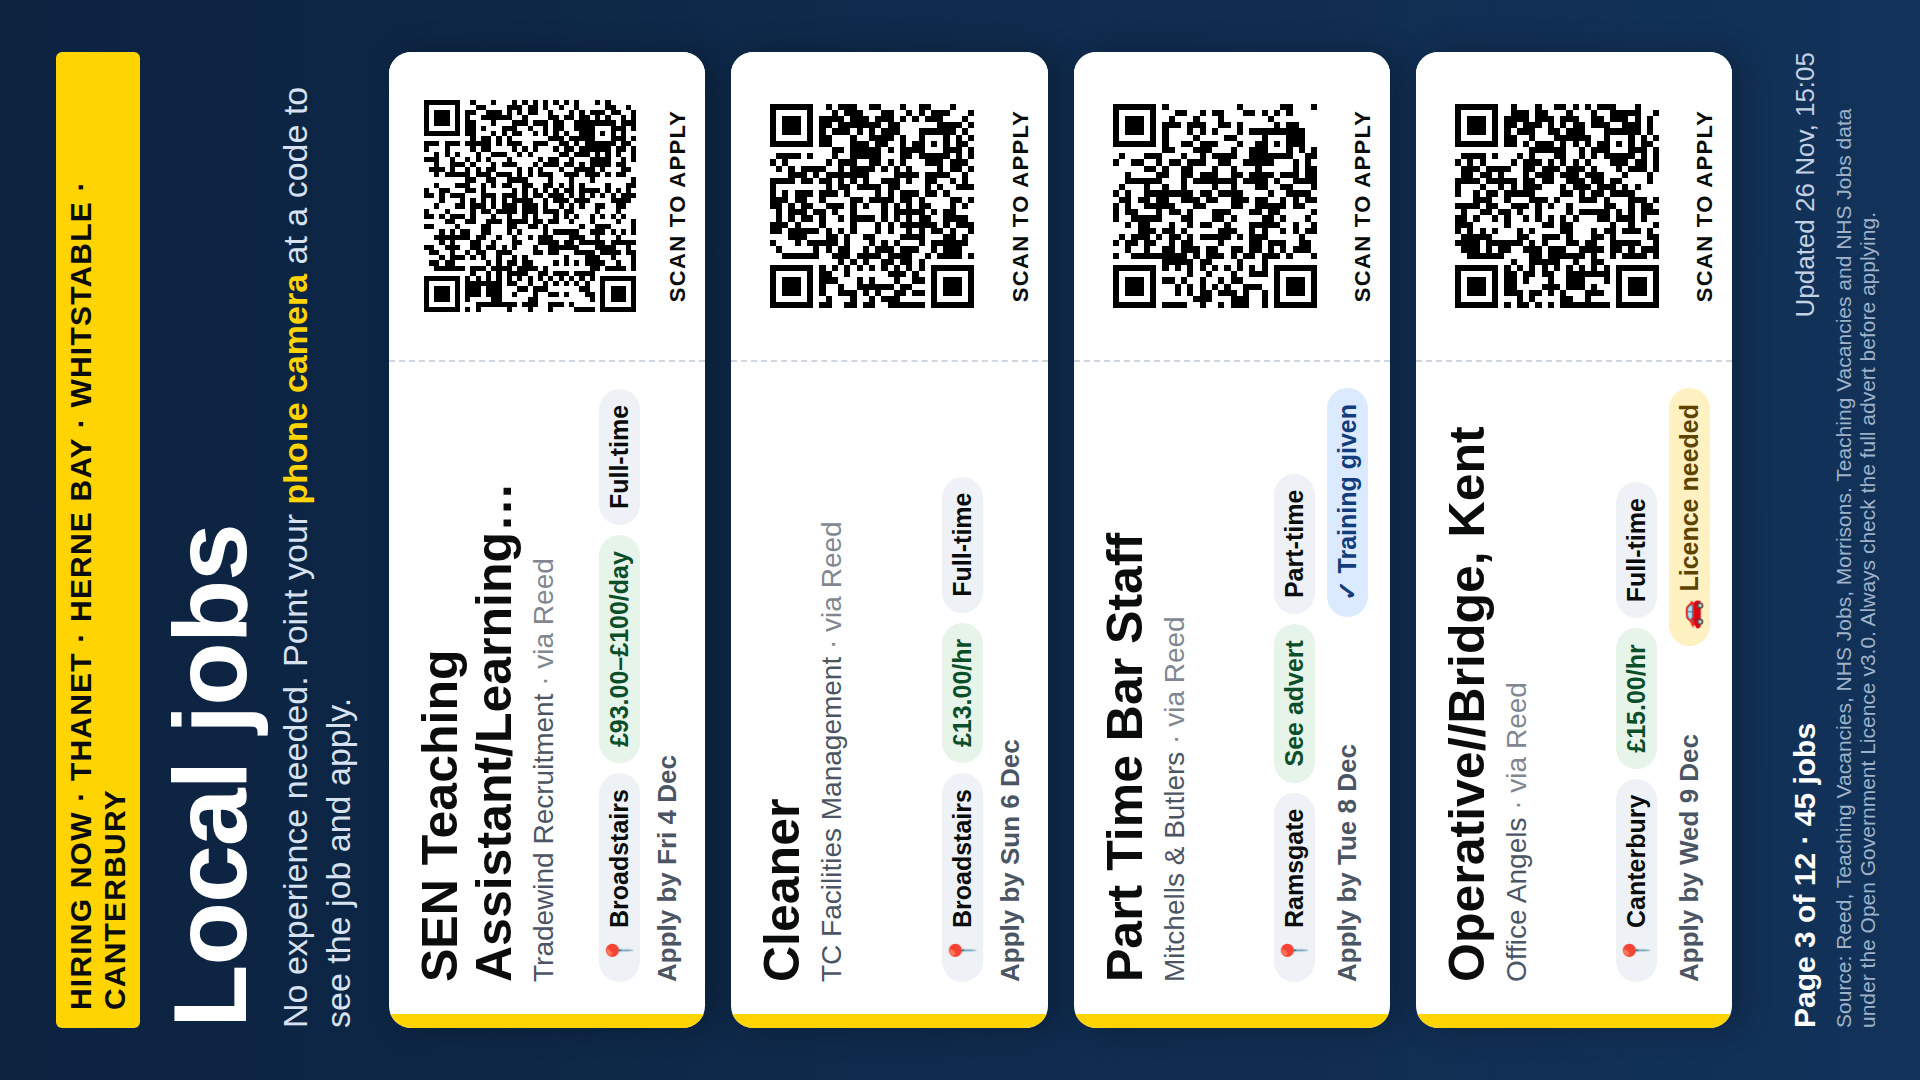 HIRING NOW · THANET · HERNE BAY · WHITSTABLE ·
CANTERBURY
Local jobs
No experience needed. Point your phone camera at a code to
see the job and apply.
SEN Teaching
Assistant/Learning…
Tradewind Recruitment · via Reed
📍 Broadstairs £93.00–£100/day Full-time
Apply by Fri 4 Dec
SCAN TO APPLY
Cleaner
TC Facilities Management · via Reed
📍 Broadstairs £13.00/hr Full-time
Apply by Sun 6 Dec
SCAN TO APPLY
Part Time Bar Staff
Mitchells & Butlers · via Reed
📍 Ramsgate See advert Part-time
Apply by Tue 8 Dec ✓ Training given
SCAN TO APPLY
Operative//Bridge, Kent
Office Angels · via Reed
📍 Canterbury £15.00/hr Full-time
Apply by Wed 9 Dec 🚗 Licence needed
SCAN TO APPLY
Page 3 of 12 · 45 jobs Updated 26 Nov, 15:05
Source: Reed, Teaching Vacancies, NHS Jobs, Morrisons. Teaching Vacancies and NHS Jobs data
under the Open Government Licence v3.0. Always check the full advert before applying.